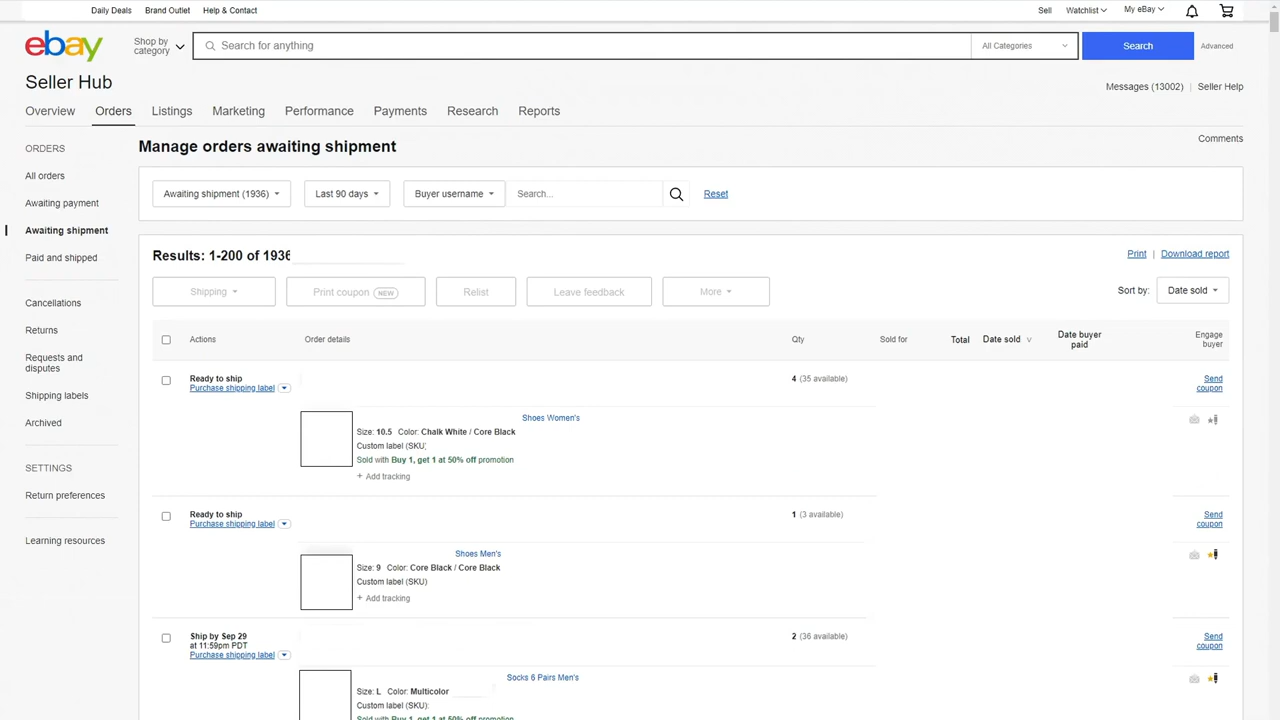 Daily Deals Brand Outlet Help & Contact Sell Watchlist My eBay
ebay Shop by category Search for anything All Categories Search Advanced
Seller Hub
Messages (13002) | Seller Help
Overview Orders Listings Marketing Performance Payments Research Reports
Comments
ORDERS
All orders
Awaiting payment
Awaiting shipment
Paid and shipped
Cancellations
Returns
Requests and disputes
Shipping labels
Archived
SETTINGS
Return preferences
Learning resources
Manage orders awaiting shipment
Awaiting shipment (1936) Last 90 days Buyer username Search... Reset
Results: 1-200 of 1936
Print | Download report
Shipping Print coupon NEW Relist Leave feedback More Sort by: Date sold
Actions Order details Qty Sold for Total Date sold Date buyer paid Engage buyer
Ready to ship 4 (35 available) Send coupon
Purchase shipping label
Shoes Women's
Size: 10.5 Color: Chalk White / Core Black
Custom label (SKU)
Sold with Buy 1, get 1 at 50% off promotion
+ Add tracking
Ready to ship 1 (3 available) Send coupon
Purchase shipping label
Shoes Men's
Size: 9 Color: Core Black / Core Black
Custom label (SKU)
+ Add tracking
Ship by Sep 29 2 (36 available) Send coupon
at 11:59pm PDT
Purchase shipping label
Socks 6 Pairs Men's
Size: L Color: Multicolor
Custom label (SKU):
Sold with Buy 1, get 1 at 50% off promotion